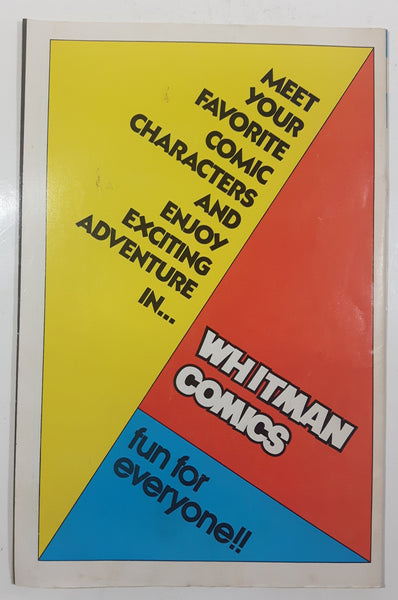 MEET
YOUR
FAVORITE
COMIC
CHARACTERS
AND
ENJOY
EXCITING
ADVENTURE
IN...
WHITMAN
COMICS
fun for
everyone!!